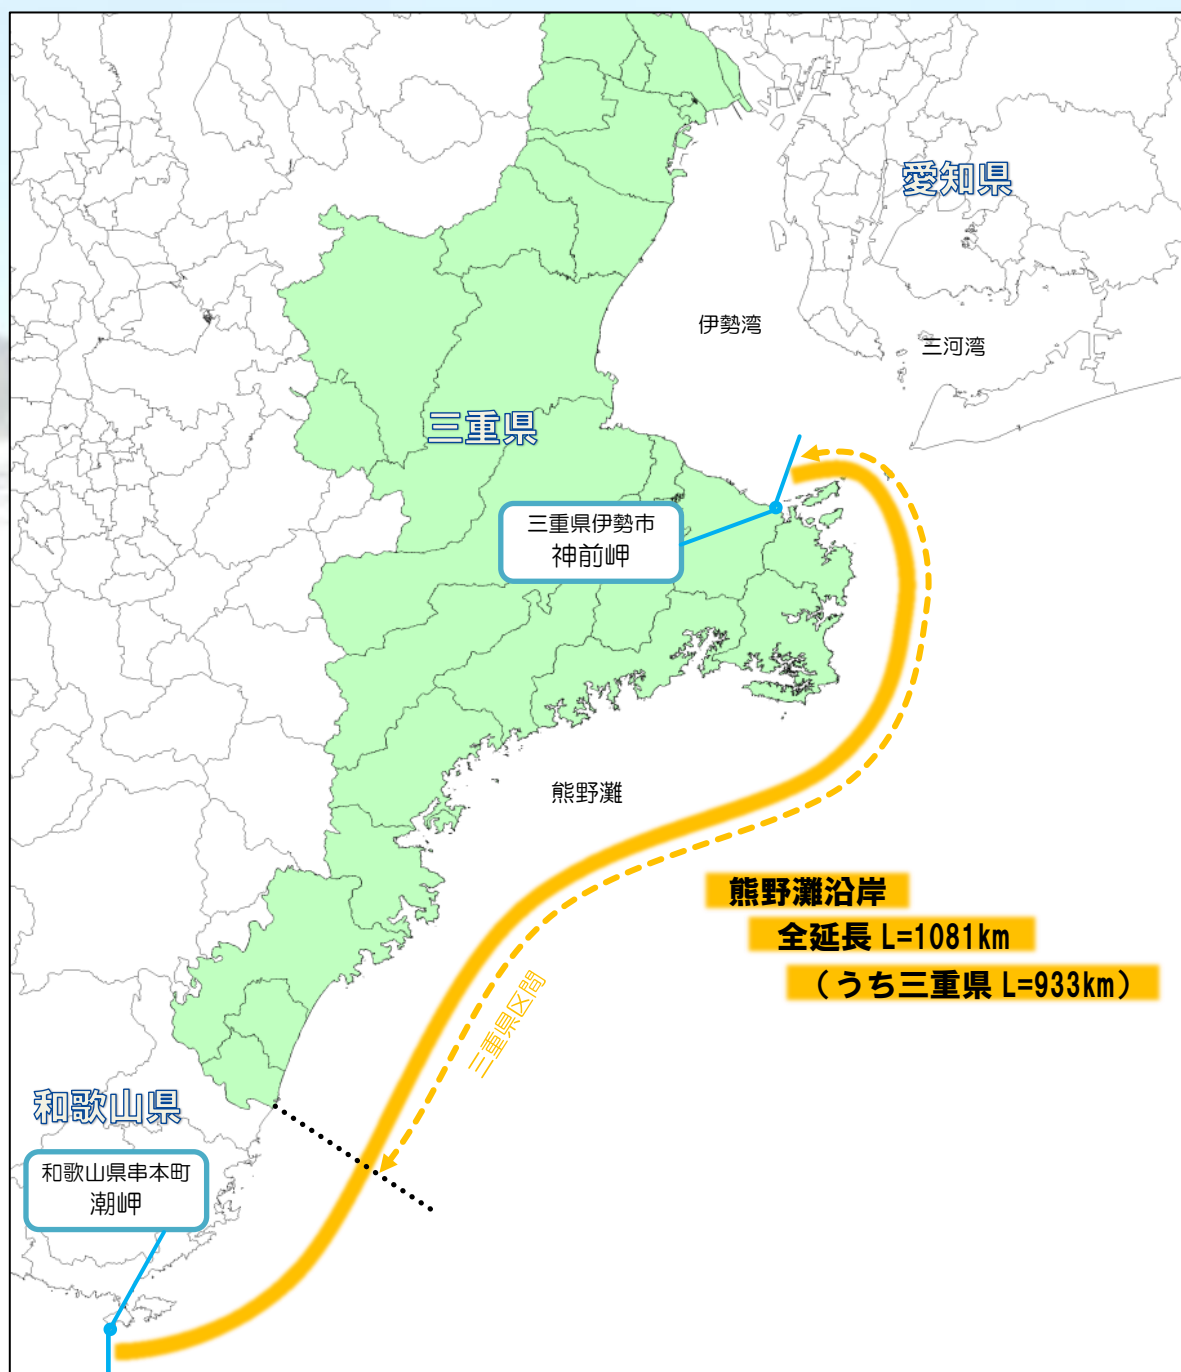 愛知県
伊勢湾
三河湾
三重県
三重県伊勢市
神前岬
熊野灘
熊野灘沿岸
全延長 L=1081km
（うち三重県 L=933km）
三重県区間
和歌山県
和歌山県串本町
潮岬